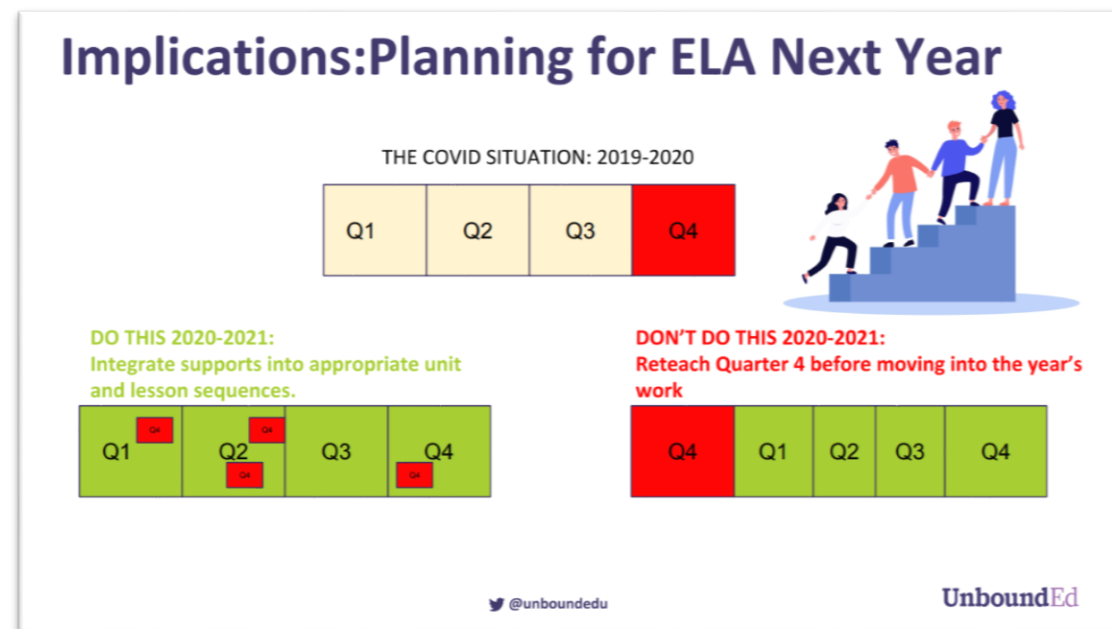 Implications:Planning for ELA Next Year
THE COVID SITUATION: 2019-2020
Q1 Q2 Q3 Q4
DO THIS 2020-2021:
Integrate supports into appropriate unit
and lesson sequences.
Q1 Q4 Q2 Q4 Q4 Q3 Q4 Q4
DON'T DO THIS 2020-2021:
Reteach Quarter 4 before moving into the year's
work
Q4 Q1 Q2 Q3 Q4
@unboundedu
UnboundEd